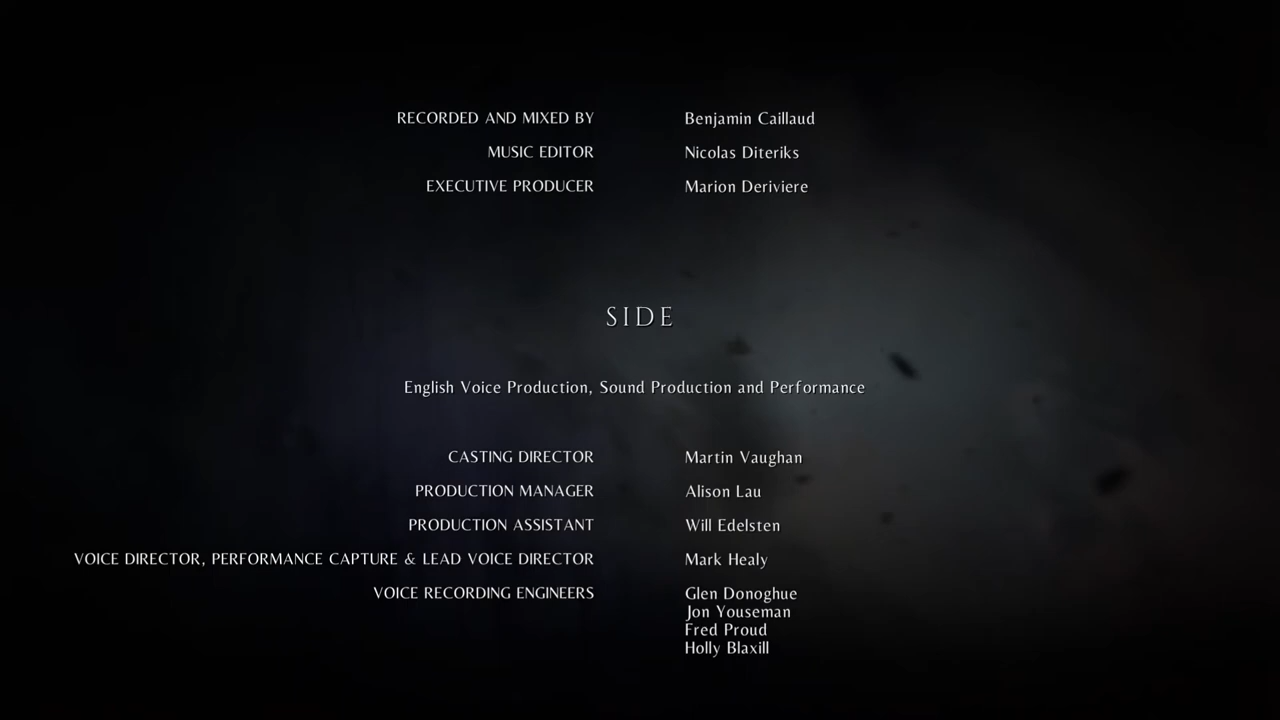 RECORDED AND MIXED BY Benjamin Caillaud
MUSIC EDITOR Nicolas Diteriks
EXECUTIVE PRODUCER Marion Deriviere
SIDE
English Voice Production, Sound Production and Performance
CASTING DIRECTOR Martin Vaughan
PRODUCTION MANAGER Alison Lau
PRODUCTION ASSISTANT Will Edelsten
VOICE DIRECTOR, PERFORMANCE CAPTURE & LEAD VOICE DIRECTOR Mark Healy
VOICE RECORDING ENGINEERS Glen Donoghue
Jon Youseman
Fred Proud
Holly Blaxill